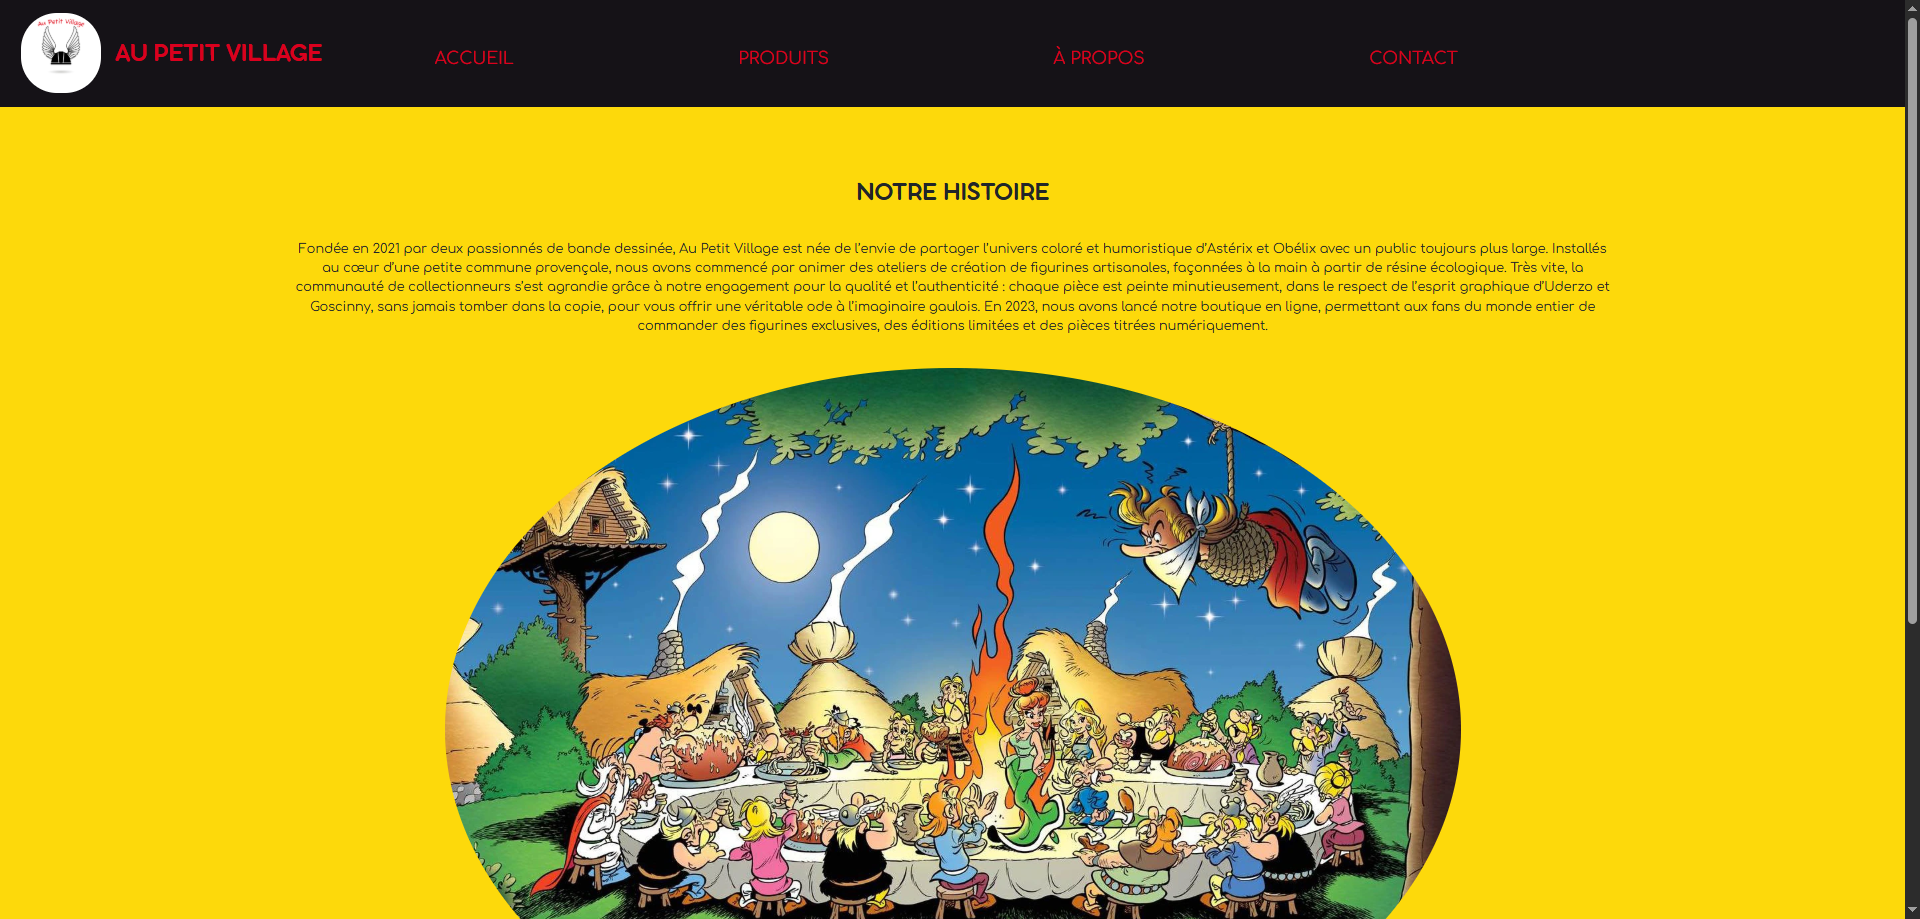 Au Petit Village
AU PETIT VILLAGE
ACCUEIL
PRODUITS
À PROPOS
CONTACT
NOTRE HISTOIRE
Fondée en 2021 par deux passionnés de bande dessinée, Au Petit Village est née de l’envie de partager l’univers coloré et humoristique d’Astérix et Obélix avec un public toujours plus large. Installés
au cœur d’une petite commune provençale, nous avons commencé par animer des ateliers de création de figurines artisanales, façonnées à la main à partir de résine écologique. Très vite, la
communauté de collectionneurs s’est agrandie grâce à notre engagement pour la qualité et l’authenticité : chaque pièce est peinte minutieusement, dans le respect de l’esprit graphique d’Uderzo et
Goscinny, sans jamais tomber dans la copie, pour vous offrir une véritable ode à l’imaginaire gaulois. En 2023, nous avons lancé notre boutique en ligne, permettant aux fans du monde entier de
commander des figurines exclusives, des éditions limitées et des pièces titrées numériquement.